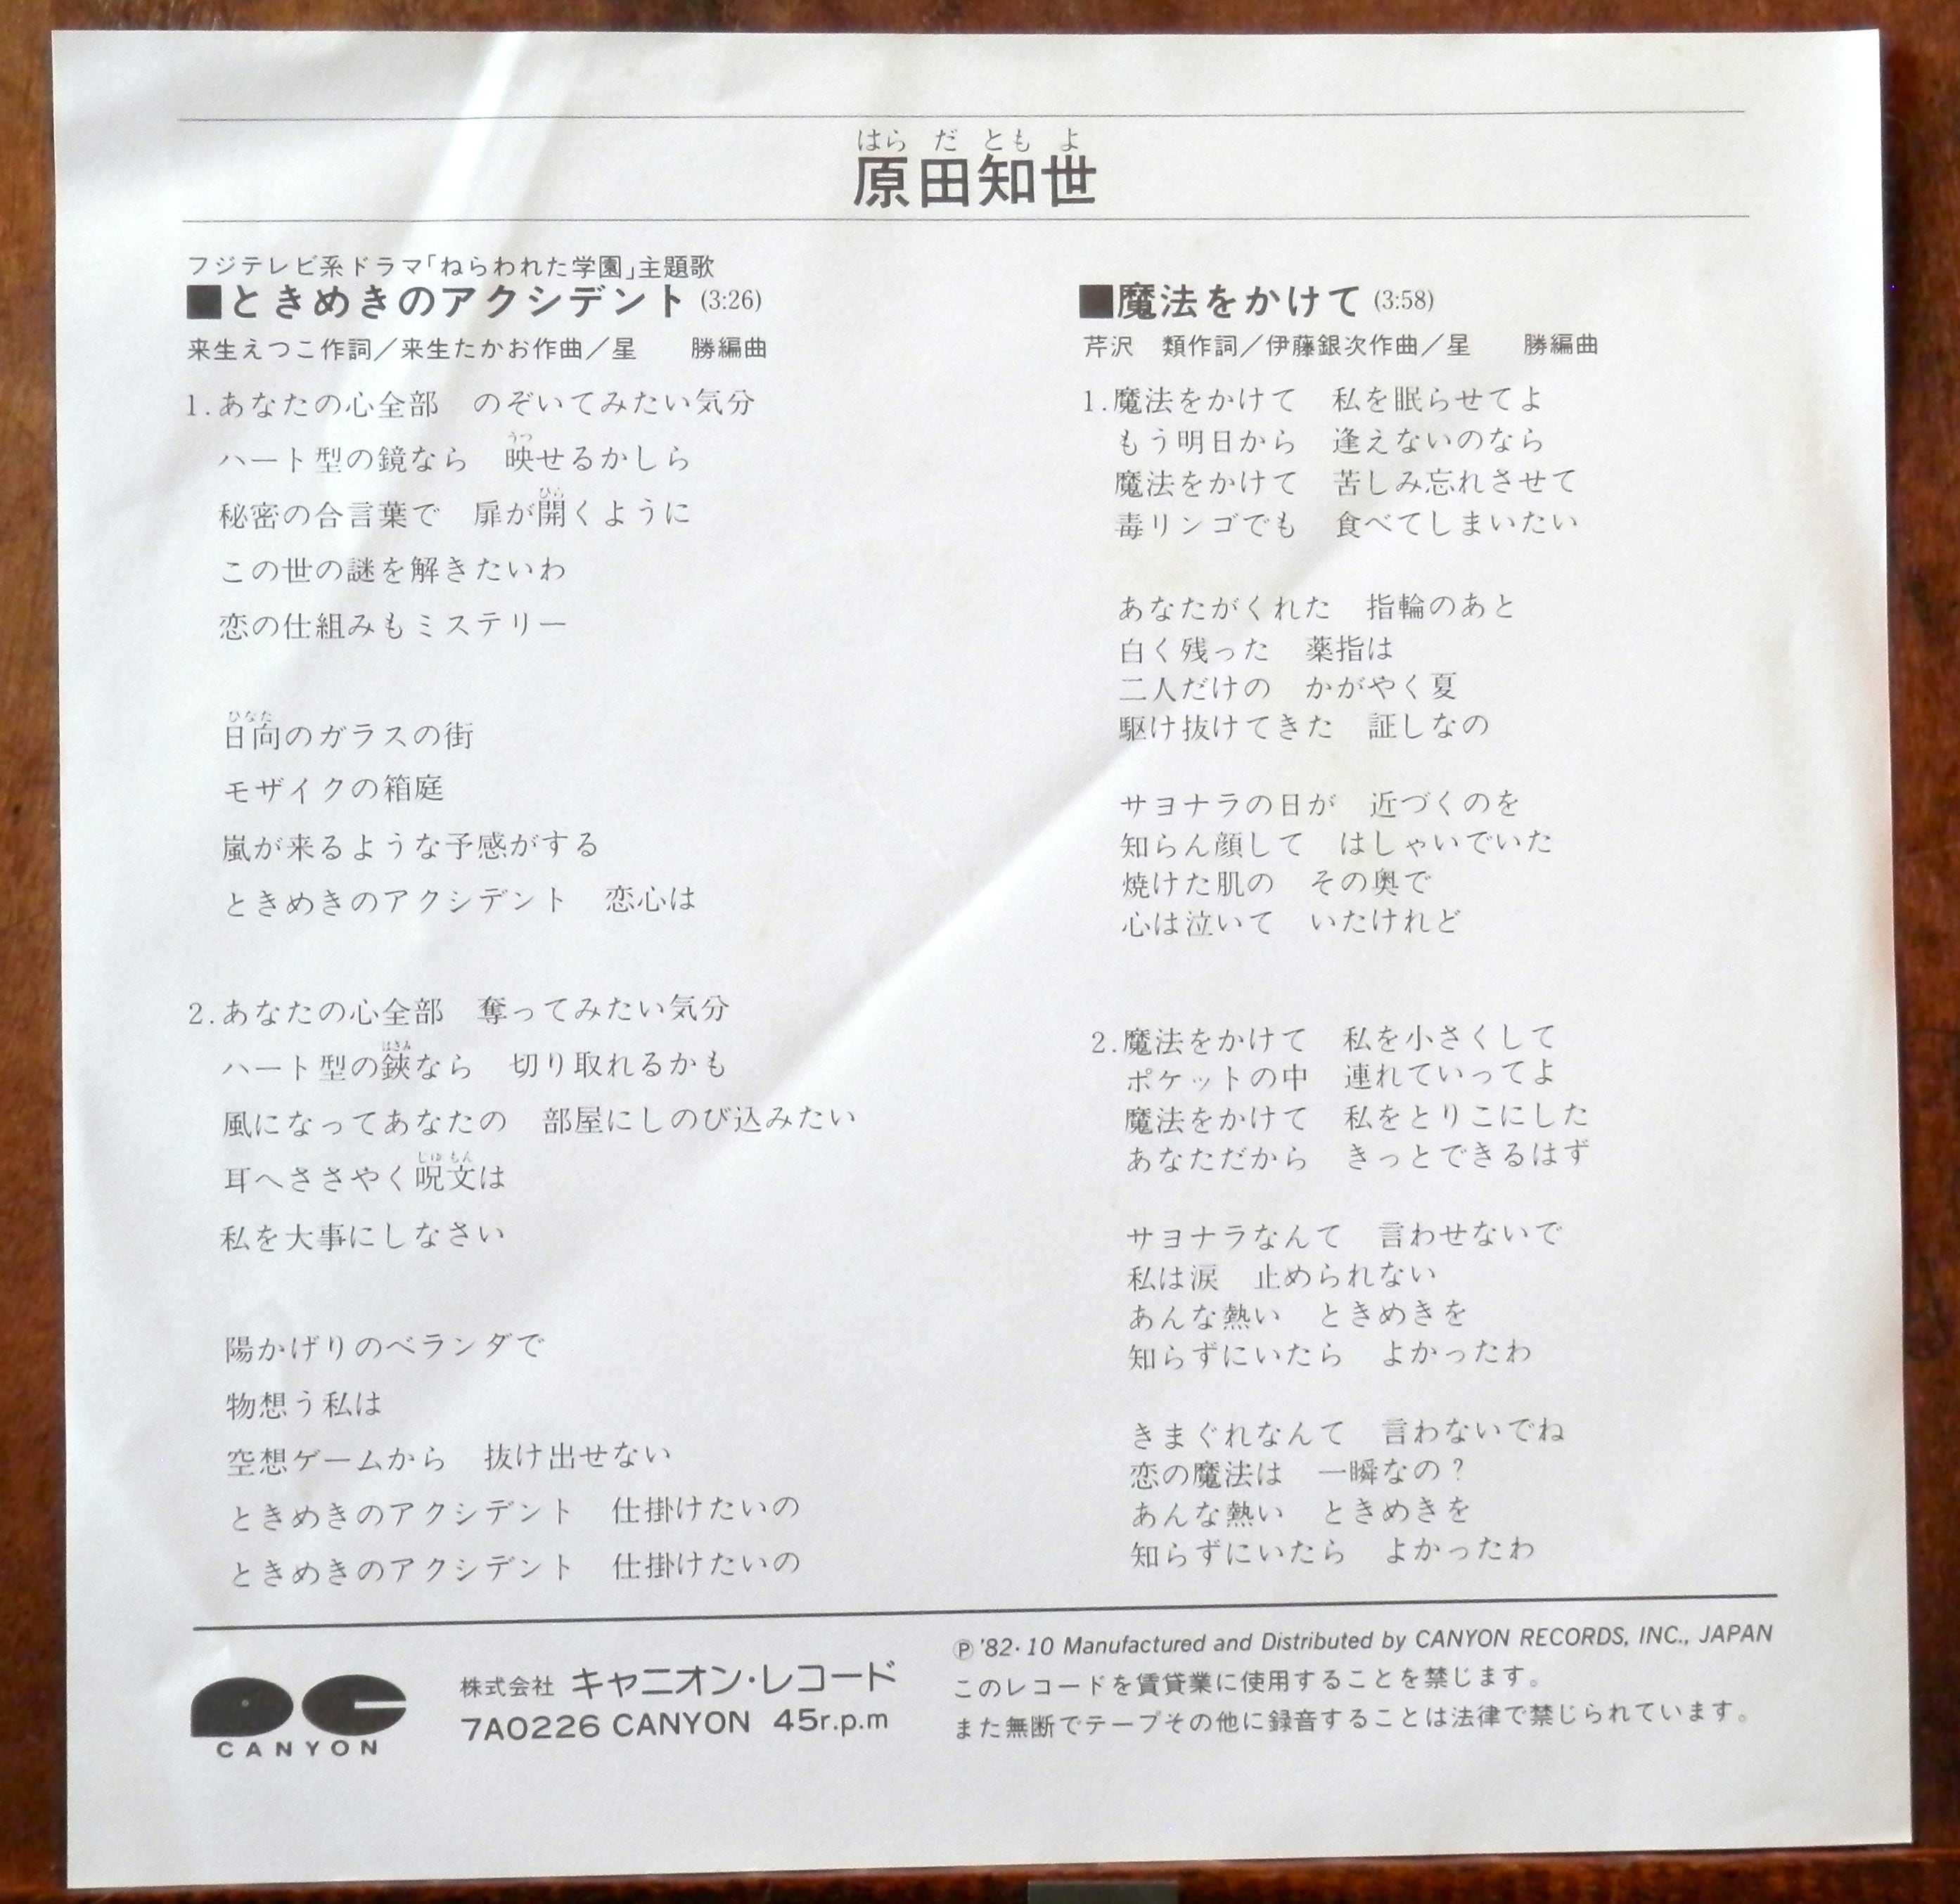 はらだともよ
原田知世
フジテレビ系ドラマ「ねらわれた学園」主題歌
■ときめきのアクシデント (3:26)
来生えつこ作詞／来生たかお作曲／星　勝編曲
1.あなたの心全部　のぞいてみたい気分
うつ
ハート型の鏡なら　映せるかしら
ひら
秘密の合言葉で　扉が開くように
この世の謎を解きたいわ
恋の仕組みもミステリー
ひなた
日向のガラスの街
モザイクの箱庭
嵐が来るような予感がする
ときめきのアクシデント　恋心は
2.あなたの心全部　奪ってみたい気分
はさみ
ハート型の鋏なら　切り取れるかも
風になってあなたの　部屋にしのび込みたい
じゅもん
耳へささやく呪文は
私を大事にしなさい
陽かげりのベランダで
物想う私は
空想ゲームから　抜け出せない
ときめきのアクシデント　仕掛けたいの
ときめきのアクシデント　仕掛けたいの
■魔法をかけて (3:58)
芹沢　類作詞／伊藤銀次作曲／星　勝編曲
1.魔法をかけて　私を眠らせてよ
もう明日から　逢えないのなら
魔法をかけて　苦しみ忘れさせて
毒リンゴでも　食べてしまいたい
あなたがくれた　指輪のあと
白く残った　薬指は
二人だけの　かがやく夏
駆け抜けてきた　証しなの
サヨナラの日が　近づくのを
知らん顔して　はしゃいでいた
焼けた肌の　その奥で
心は泣いて　いたけれど
2.魔法をかけて　私を小さくして
ポケットの中　連れていってよ
魔法をかけて　私をとりこにした
あなただから　きっとできるはず
サヨナラなんて　言わせないで
私は涙　止められない
あんな熱い　ときめきを
知らずにいたら　よかったわ
きまぐれなんて　言わないでね
恋の魔法は　一瞬なの？
あんな熱い　ときめきを
知らずにいたら　よかったわ
CANYON
株式会社 キャニオン・レコード
7A0226 CANYON 45r.p.m
Ⓟ '82・10 Manufactured and Distributed by CANYON RECORDS, INC., JAPAN
このレコードを賃貸業に使用することを禁じます。
また無断でテープその他に録音することは法律で禁じられています。